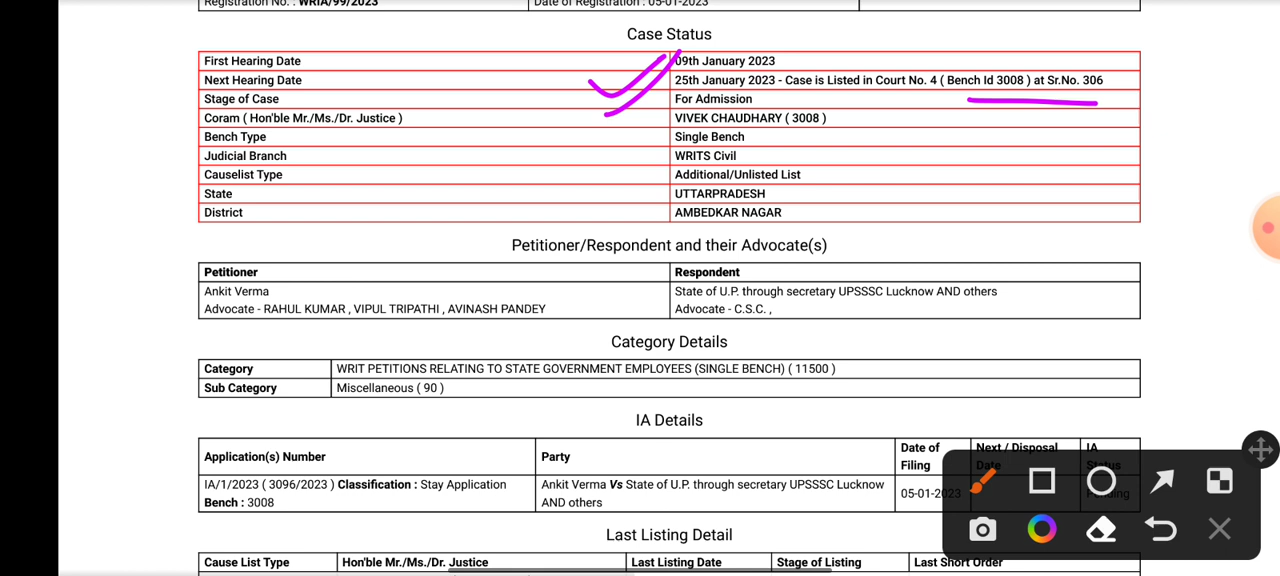 Registration No. : WRIA/99/2023 Date of Registration : 05-01-2023
Case Status
First Hearing Date 09th January 2023
Next Hearing Date 25th January 2023 - Case is Listed in Court No. 4 ( Bench Id 3008 ) at Sr.No. 306
Stage of Case For Admission
Coram ( Hon'ble Mr./Ms./Dr. Justice ) VIVEK CHAUDHARY ( 3008 )
Bench Type Single Bench
Judicial Branch WRITS Civil
Causelist Type Additional/Unlisted List
State UTTARPRADESH
District AMBEDKAR NAGAR
Petitioner/Respondent and their Advocate(s)
Petitioner Respondent
Ankit Verma State of U.P. through secretary UPSSSC Lucknow AND others
Advocate - RAHUL KUMAR , VIPUL TRIPATHI , AVINASH PANDEY Advocate - C.S.C. ,
Category Details
Category WRIT PETITIONS RELATING TO STATE GOVERNMENT EMPLOYEES (SINGLE BENCH) ( 11500 )
Sub Category Miscellaneous ( 90 )
IA Details
Application(s) Number Party Date of Filing Next / Disposal Date IA Status
IA/1/2023 ( 3096/2023 ) Classification : Stay Application Ankit Verma Vs State of U.P. through secretary UPSSSC Lucknow
Bench : 3008 AND others 05-01-2023 Pending
Last Listing Detail
Cause List Type Hon'ble Mr./Ms./Dr. Justice Last Listing Date Stage of Listing Last Short Order